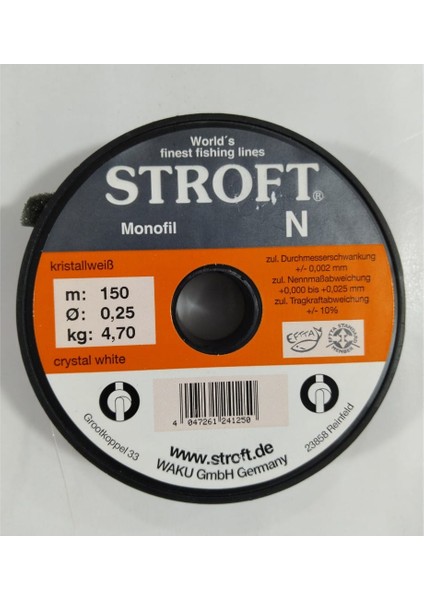 World´s
finest fishing lines
STROFT®
Monofil N
kristallweiß
m: 150
Ø: 0,25
kg: 4,70
crystal white
zul. Durchmesserschwankung
+/- 0,002 mm
zul. Nennmaßabweichung
+0,000 bis +0,025 mm
zul. Tragkraftabweichung
+/- 10%
EFFTA
4 047261 241250
Grootkoppel 33
www.stroft.de
WAKU GmbH Germany
23858 Reinfeld